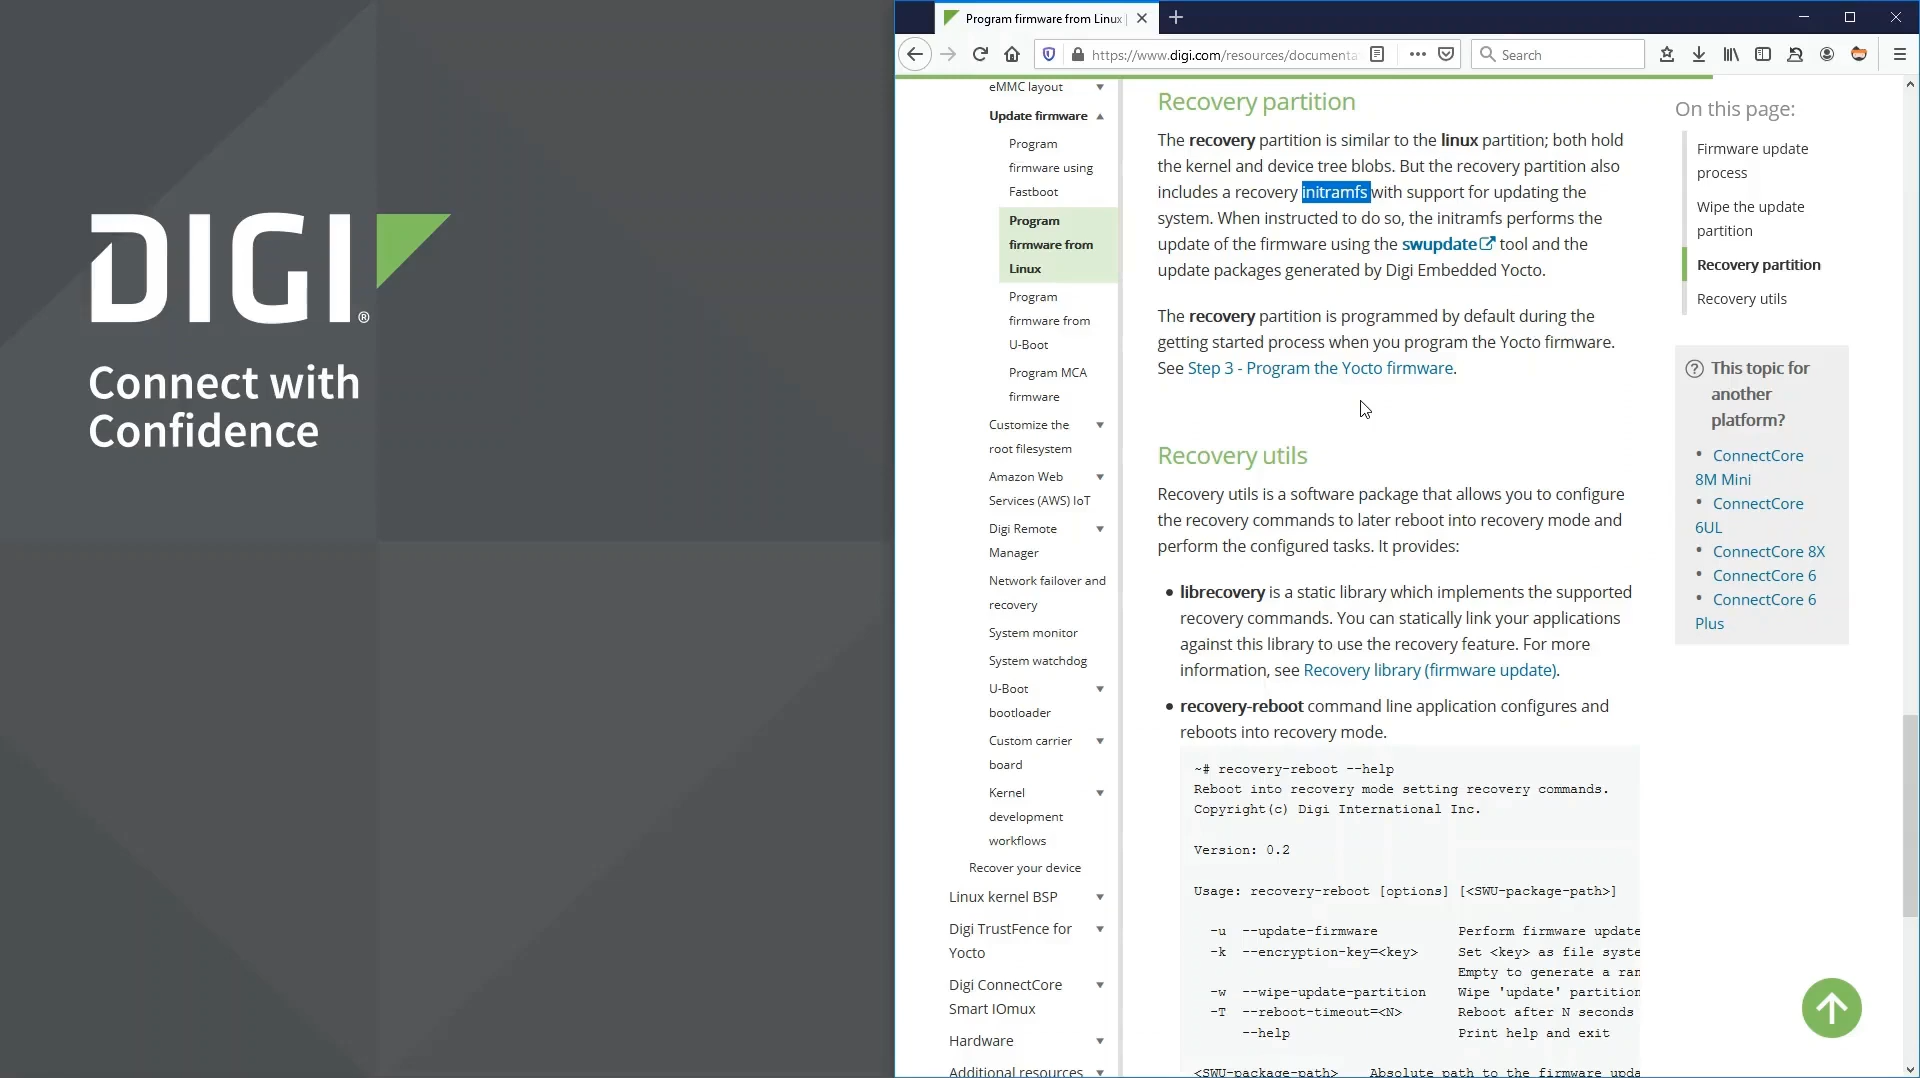 DIGI®
Connect with
Confidence
Program firmware from Linux |
https://www.digi.com/resources/documenta
Search
eMMC layout
Update firmware
Program
firmware using
Fastboot
Program
firmware from
Linux
Program
firmware from
U-Boot
Program MCA
firmware
Customize the
root filesystem
Amazon Web
Services (AWS) IoT
Digi Remote
Manager
Network failover and
recovery
System monitor
System watchdog
U-Boot
bootloader
Custom carrier
board
Kernel
development
workflows
Recover your device
Linux kernel BSP
Digi TrustFence for
Yocto
Digi ConnectCore
Smart IOmux
Hardware
Additional resources
Recovery partition
The recovery partition is similar to the linux partition; both hold
the kernel and device tree blobs. But the recovery partition also
includes a recovery initramfs with support for updating the
system. When instructed to do so, the initramfs performs the
update of the firmware using the swupdate tool and the
update packages generated by Digi Embedded Yocto.
The recovery partition is programmed by default during the
getting started process when you program the Yocto firmware.
See Step 3 - Program the Yocto firmware.
Recovery utils
Recovery utils is a software package that allows you to configure
the recovery commands to later reboot into recovery mode and
perform the configured tasks. It provides:
• librecovery is a static library which implements the supported
recovery commands. You can statically link your applications
against this library to use the recovery feature. For more
information, see Recovery library (firmware update).
• recovery-reboot command line application configures and
reboots into recovery mode.
~# recovery-reboot --help
Reboot into recovery mode setting recovery commands.
Copyright(c) Digi International Inc.
Version: 0.2
Usage: recovery-reboot [options] [<SWU-package-path>]
-u --update-firmware Perform firmware update
-k --encryption-key=<key> Set <key> as file syste
Empty to generate a ran
-w --wipe-update-partition Wipe 'update' partition
-T --reboot-timeout=<N> Reboot after N seconds
--help Print help and exit
<SWU-package-path> Absolute path to the firmware upda
On this page:
Firmware update
process
Wipe the update
partition
Recovery partition
Recovery utils
? This topic for
another
platform?
• ConnectCore
8M Mini
• ConnectCore
6UL
• ConnectCore 8X
• ConnectCore 6
• ConnectCore 6
Plus